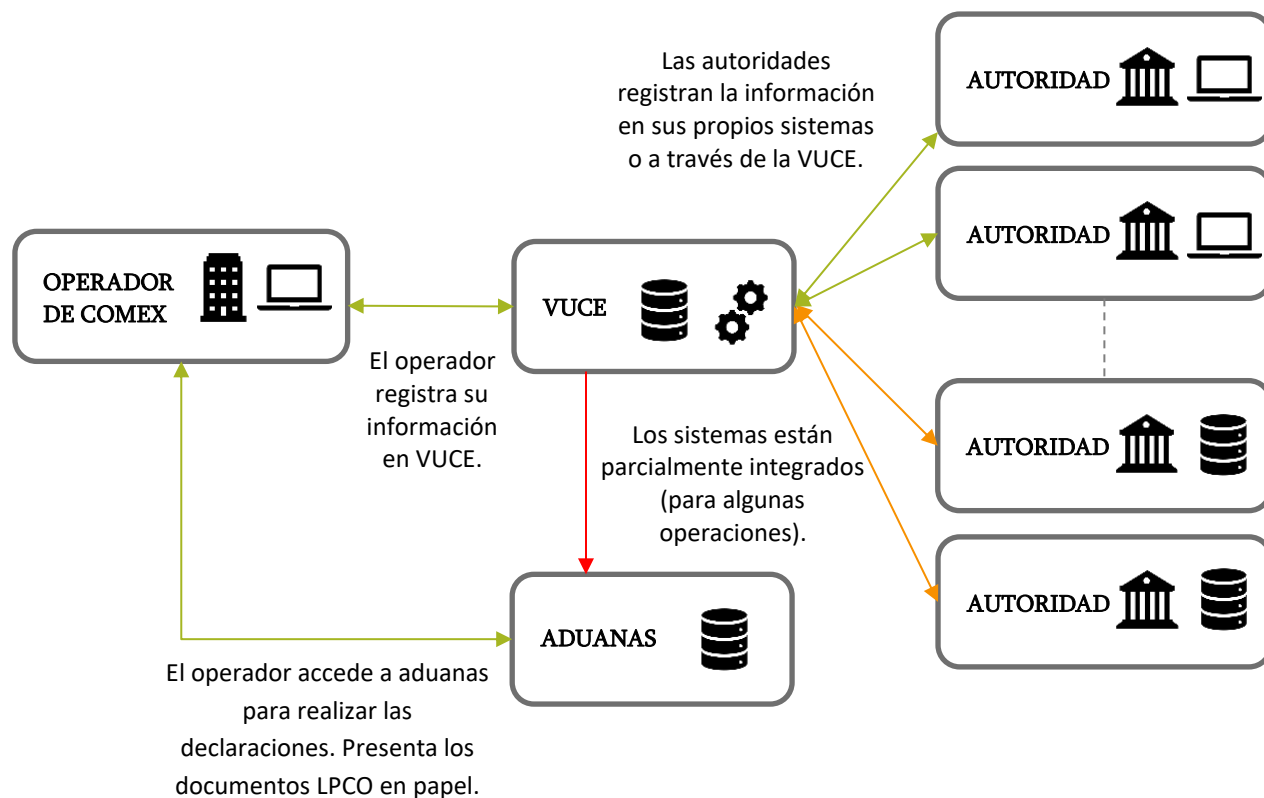 Las autoridades
registran la información
en sus propios sistemas
o a través de la VUCE.
AUTORIDAD
AUTORIDAD
OPERADOR
DE COMEX
VUCE
El operador
registra su
información
en VUCE.
Los sistemas están
parcialmente integrados
(para algunas
operaciones).
AUTORIDAD
AUTORIDAD
ADUANAS
El operador accede a aduanas
para realizar las
declaraciones. Presenta los
documentos LPCO en papel.